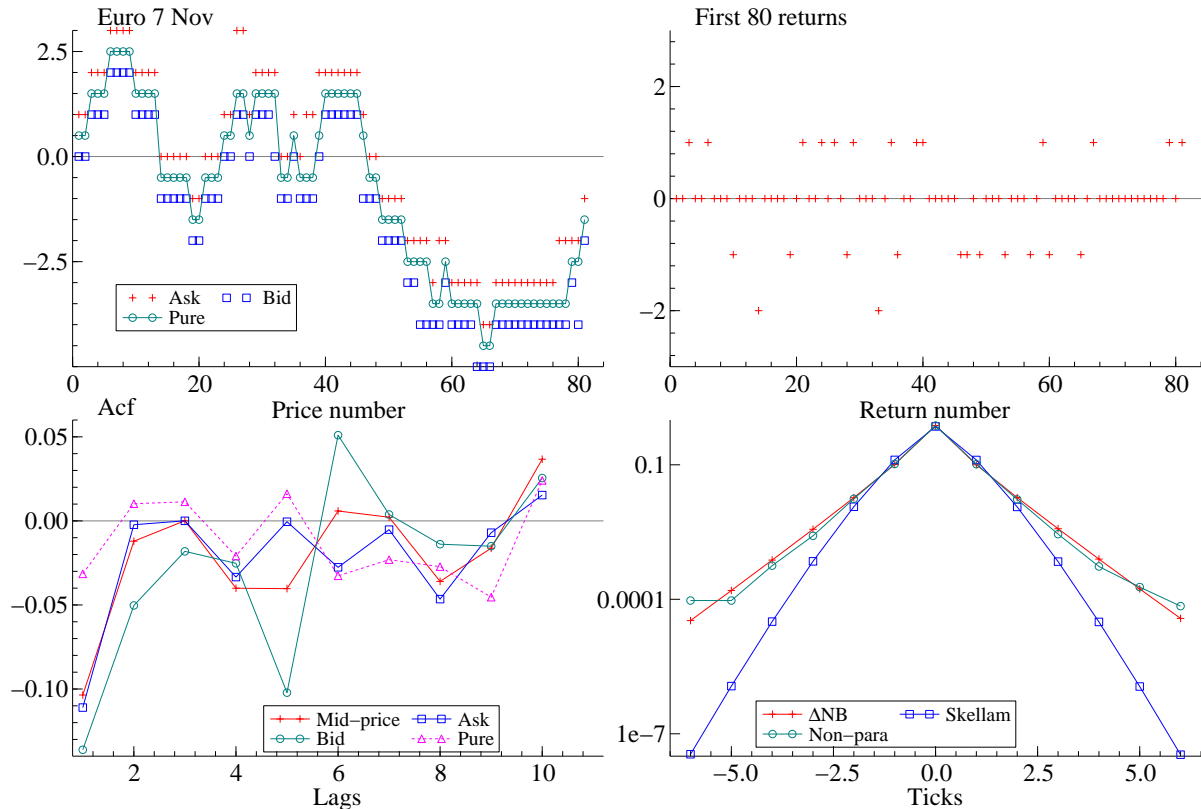 Euro 7 Nov
2.5
0.0
−2.5
+ + Ask
Bid
Pure
0 20 40 60 80
Price number
First 80 returns
2
0
−2
0 20 40 60 80
Return number
Acf
0.05
0.00
−0.05
−0.10
Mid−price
Ask
Bid
Pure
2 4 6 8 10
Lags
0.1
0.0001
1e−7
ΔNB
Skellam
Non−para
−5.0 −2.5 0.0 2.5 5.0
Ticks